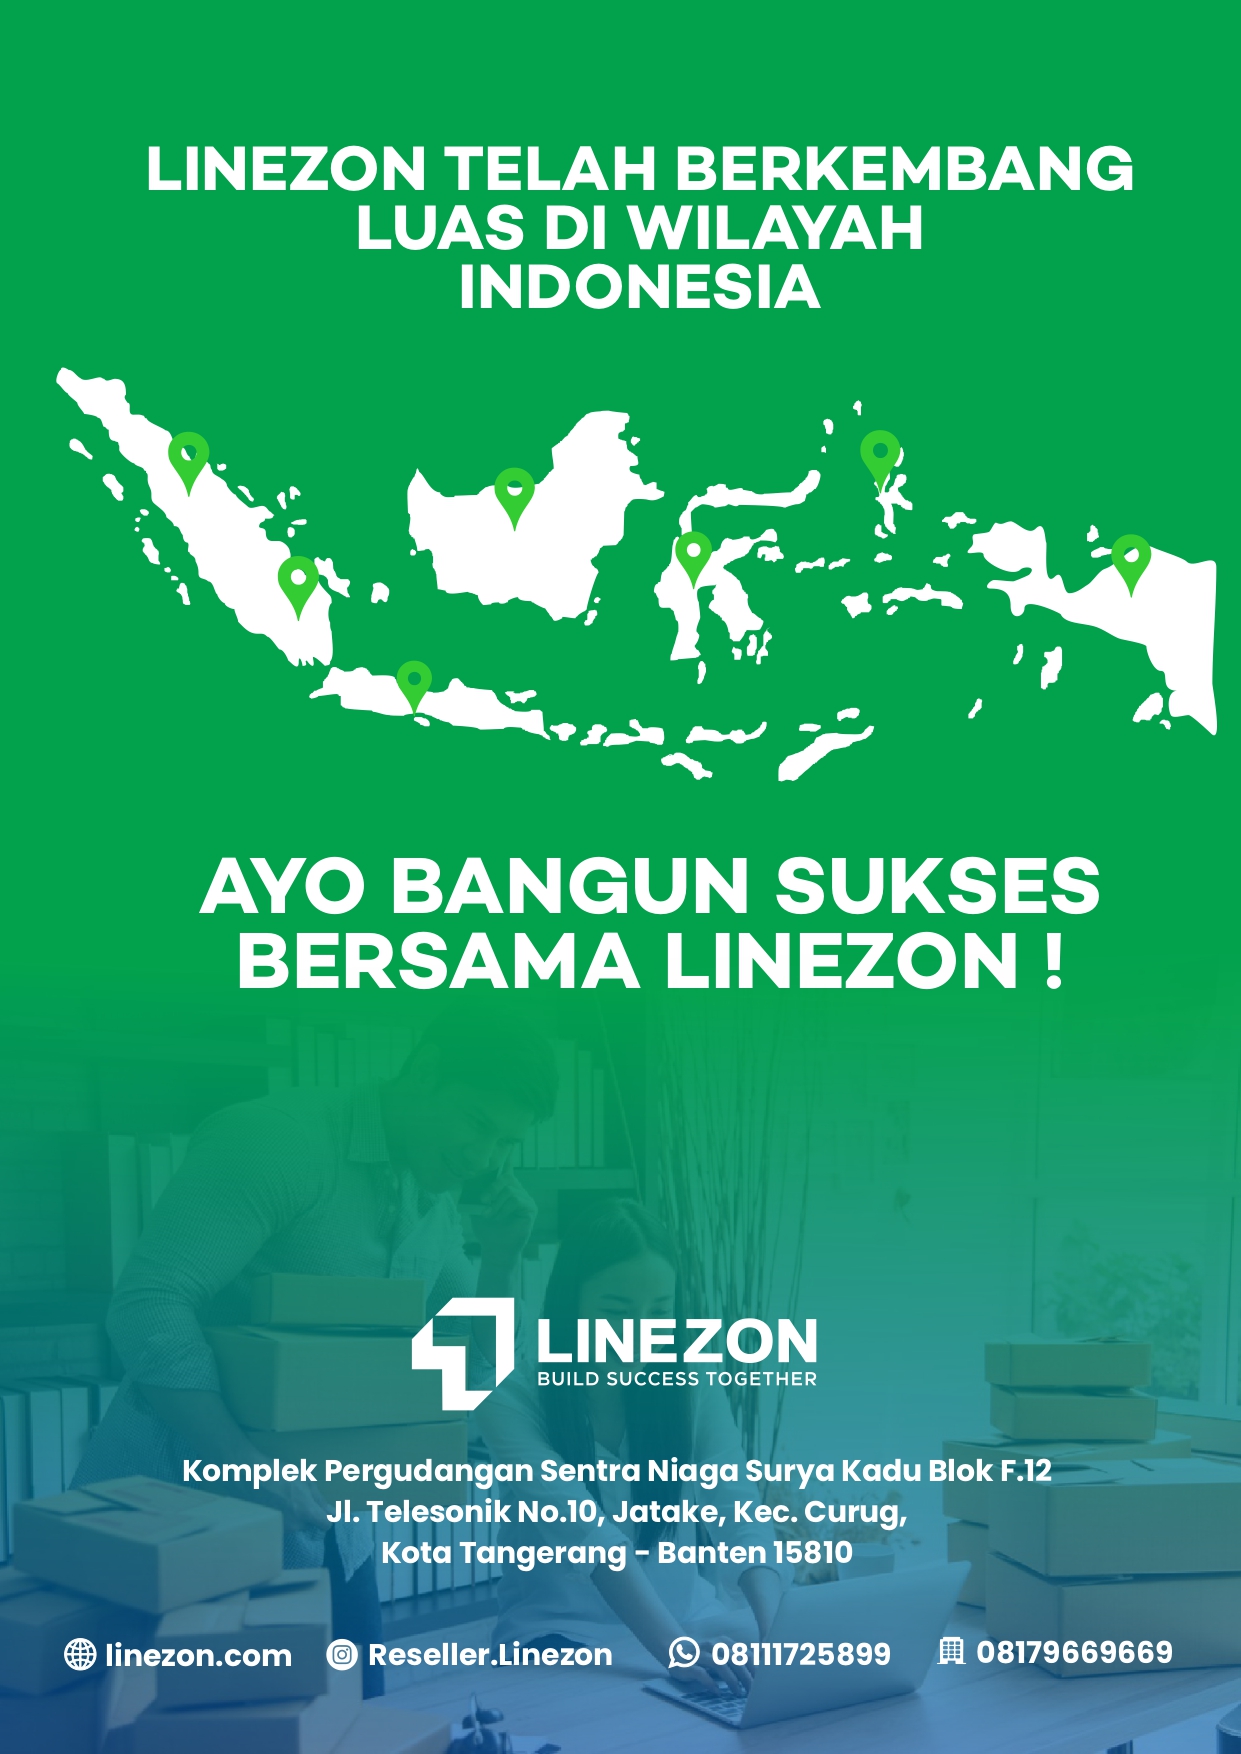 LINEZON TELAH BERKEMBANG
LUAS DI WILAYAH
INDONESIA
AYO BANGUN SUKSES
BERSAMA LINEZON !
LINEZON
BUILD SUCCESS TOGETHER
Komplek Pergudangan Sentra Niaga Surya Kadu Blok F.12
Jl. Telesonik No.10, Jatake, Kec. Curug,
Kota Tangerang - Banten 15810
linezon.com Reseller.Linezon 08111725899 08179669669